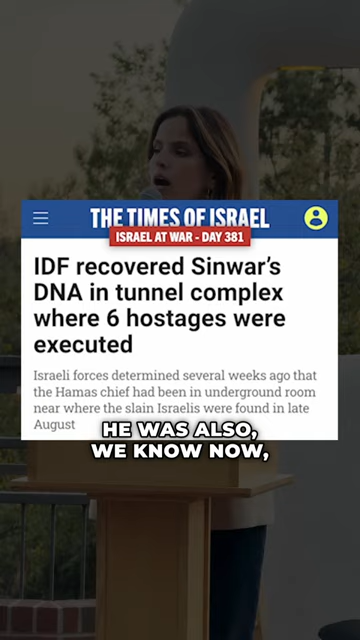 THE TIMES OF ISRAEL
ISRAEL AT WAR - DAY 381
IDF recovered Sinwar's
DNA in tunnel complex
where 6 hostages were
executed
Israeli forces determined several weeks ago that
the Hamas chief had been in underground room
near where the slain Israelis were found in late
August
HE WAS ALSO,
WE KNOW NOW,